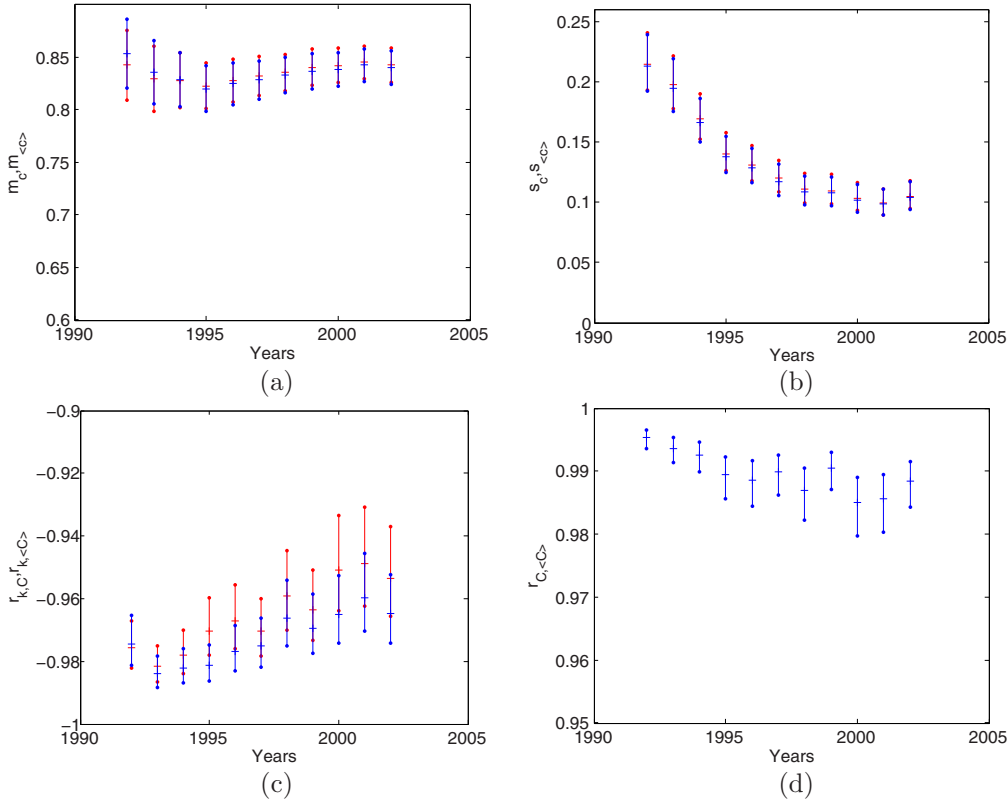 0.85
0.8
0.75
0.7
0.65
0.6
m_c,m_<c>
1990 1995 2000 2005
Years
(a)
0.25
0.2
0.15
0.1
0.05
0
s_c,s_<c>
1990 1995 2000 2005
Years
(b)
−0.9
−0.92
−0.94
−0.96
−0.98
−1
r_k,C,r_k,<C>
1990 1995 2000 2005
Years
(c)
1
0.99
0.98
0.97
0.96
0.95
r_C,<C>
1990 1995 2000 2005
Years
(d)